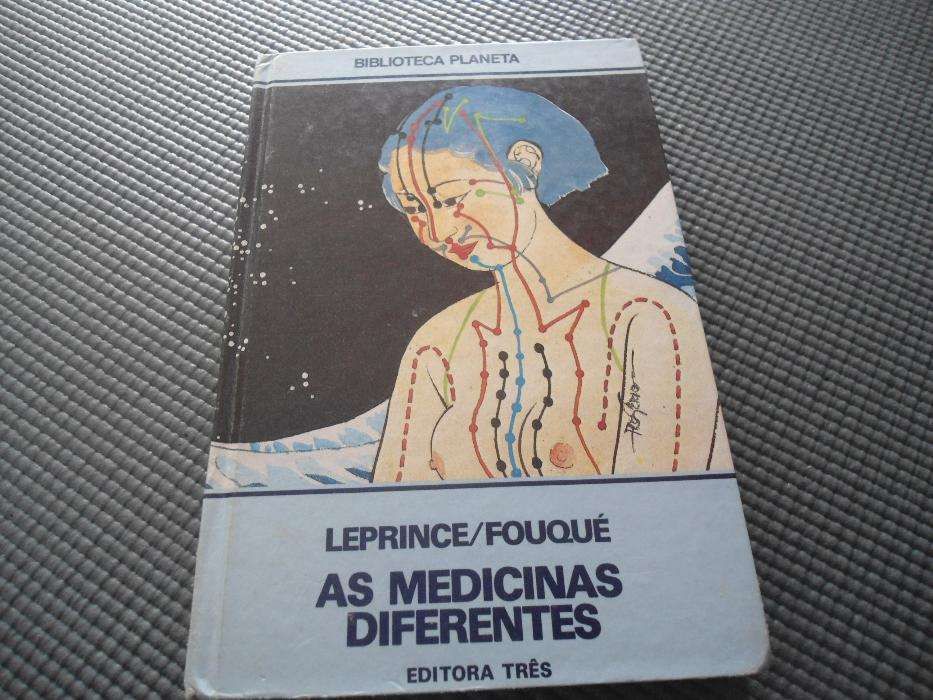 BIBLIOTECA PLANETA
LEPRINCE/FOUQUÉ
AS MEDICINAS
DIFERENTES
EDITORA TRÊS